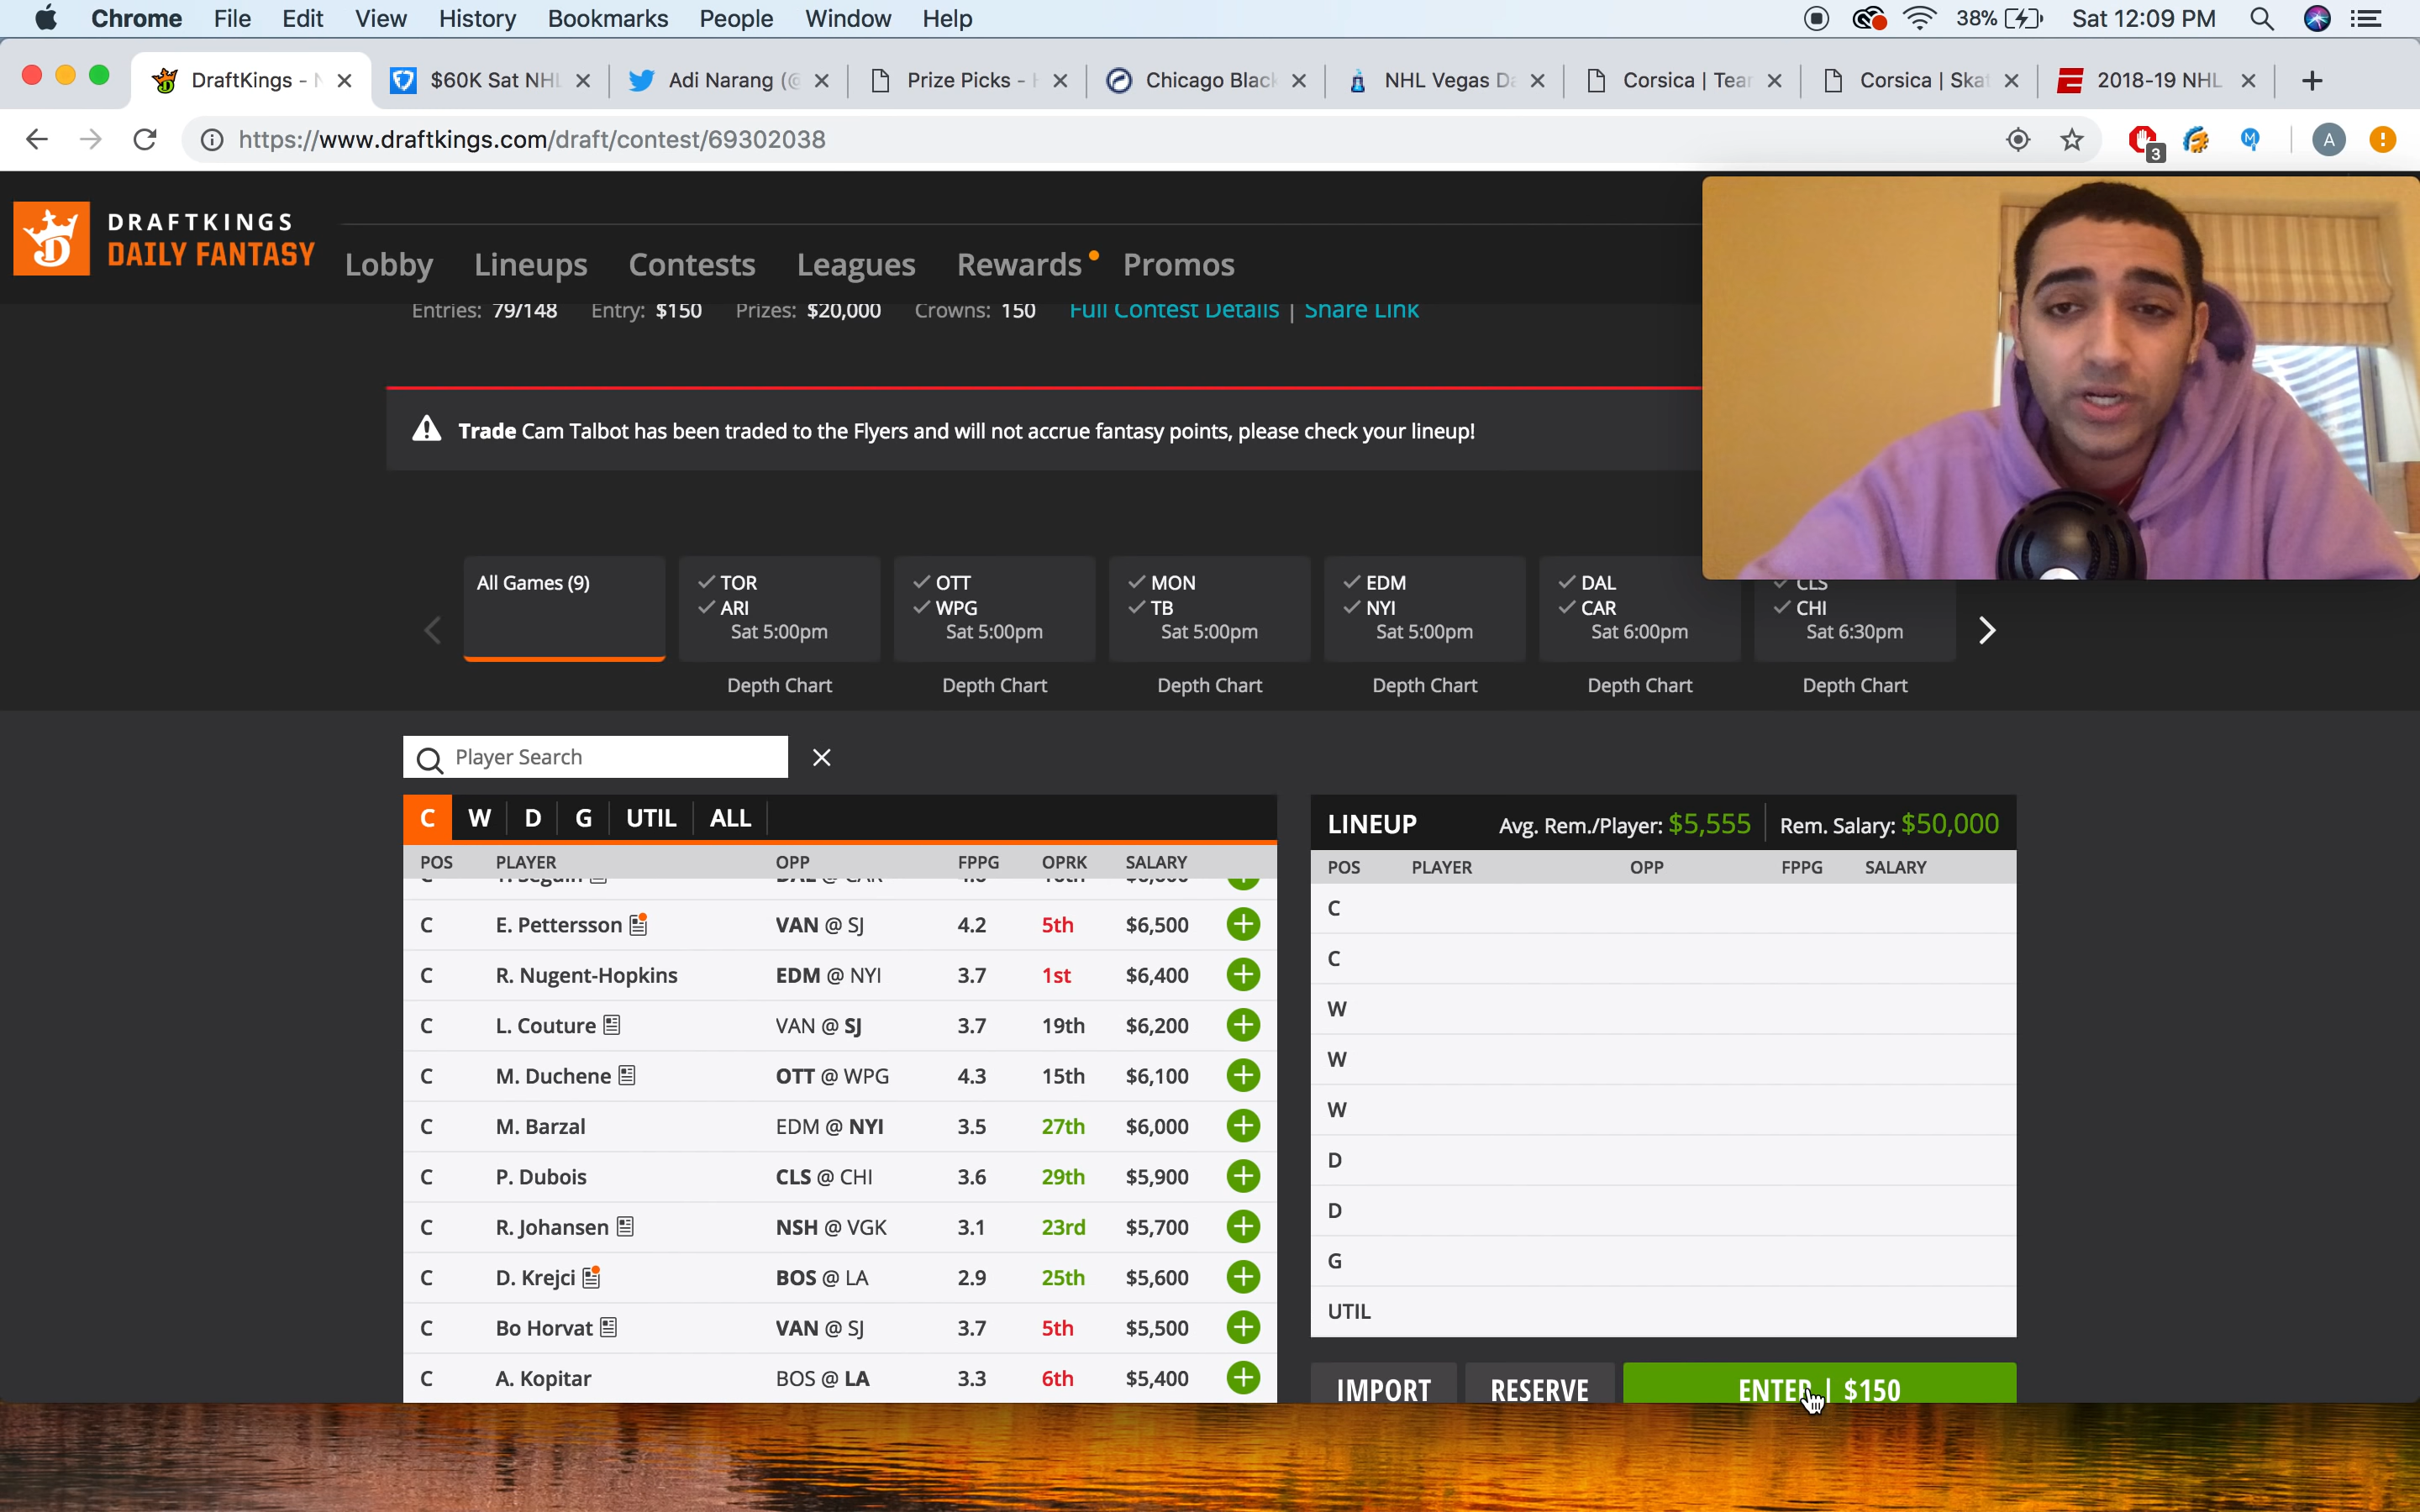 Chrome File Edit View History Bookmarks People Window Help 38% Sat 12:09 PM
DraftKings - N $60K Sat NHL Adi Narang (@ Prize Picks - H Chicago Black NHL Vegas Da Corsica | Tear Corsica | Skat 2018-19 NHL
https://www.draftkings.com/draft/contest/69302038 3 M A
DRAFTKINGS
DAILY FANTASY
Lobby Lineups Contests Leagues Rewards Promos
Entries: 79/148 Entry: $150 Prizes: $20,000 Crowns: 150 Full Contest Details | Share Link
Trade Cam Talbot has been traded to the Flyers and will not accrue fantasy points, please check your lineup!
All Games (9) TOR OTT MON EDM DAL CLS
ARI WPG TB NYI CAR CHI
Sat 5:00pm Sat 5:00pm Sat 5:00pm Sat 5:00pm Sat 6:00pm Sat 6:30pm
Depth Chart Depth Chart Depth Chart Depth Chart Depth Chart Depth Chart
Player Search
C W D G UTIL ALL
POS PLAYER OPP FPPG OPRK SALARY
C E. Pettersson VAN @ SJ 4.2 5th $6,500
C R. Nugent-Hopkins EDM @ NYI 3.7 1st $6,400
C L. Couture VAN @ SJ 3.7 19th $6,200
C M. Duchene OTT @ WPG 4.3 15th $6,100
C M. Barzal EDM @ NYI 3.5 27th $6,000
C P. Dubois CLS @ CHI 3.6 29th $5,900
C R. Johansen NSH @ VGK 3.1 23rd $5,700
C D. Krejci BOS @ LA 2.9 25th $5,600
C Bo Horvat VAN @ SJ 3.7 5th $5,500
C A. Kopitar BOS @ LA 3.3 6th $5,400
LINEUP Avg. Rem./Player: $5,555 Rem. Salary: $50,000
POS PLAYER OPP FPPG SALARY
C
C
W
W
W
D
D
G
UTIL
IMPORT RESERVE ENTER | $150